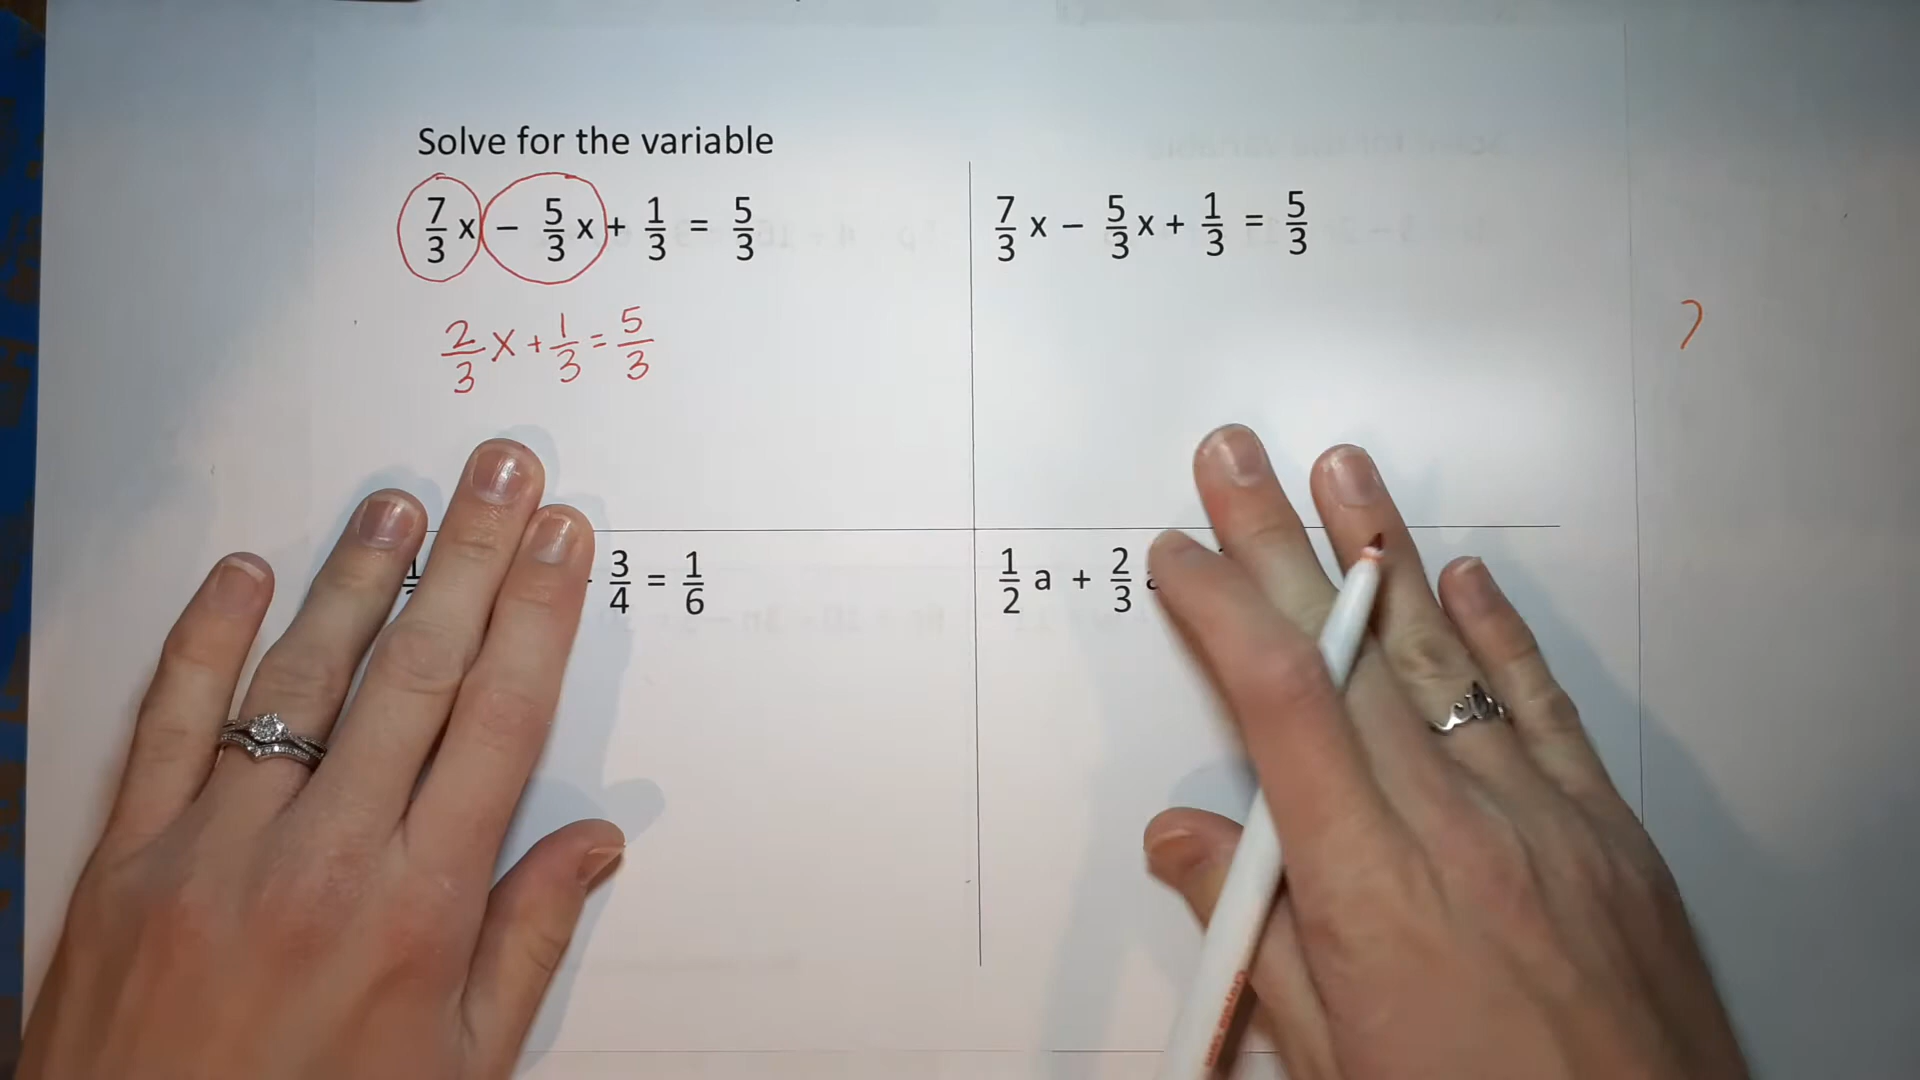 Solve for the variable
7/3 x − 5/3 x + 1/3 = 5/3
2/3 x + 1/3 = 5/3
7/3 x − 5/3 x + 1/3 = 5/3
3/4 = 1/6
1/2 a + 2/3